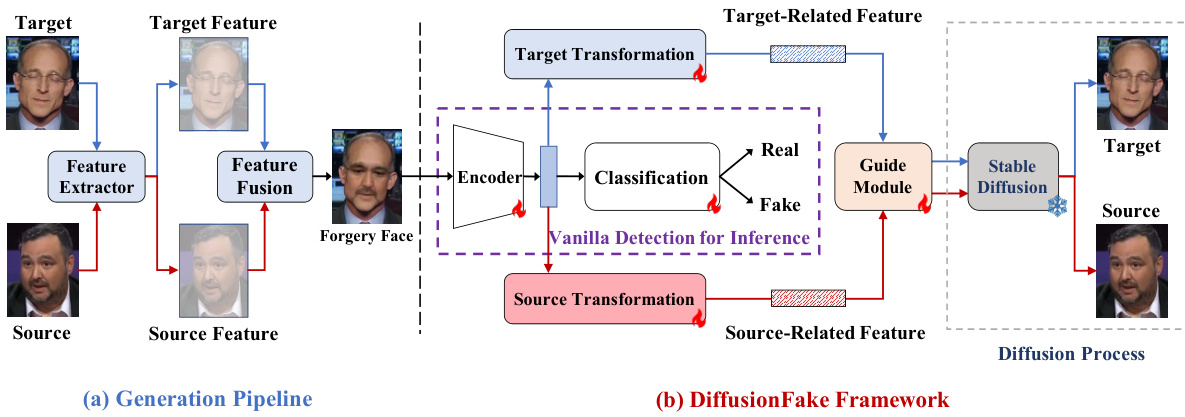 Target
Target Feature
Feature
Extractor
Feature
Fusion
Forgery Face
Source
Source Feature
(a) Generation Pipeline
Target-Related Feature
Target Transformation
Encoder
Classification
Real
Fake
Vanilla Detection for Inference
Guide
Module
Stable
Diffusion
Target
Source
Source Transformation
Source-Related Feature
Diffusion Process
(b) DiffusionFake Framework